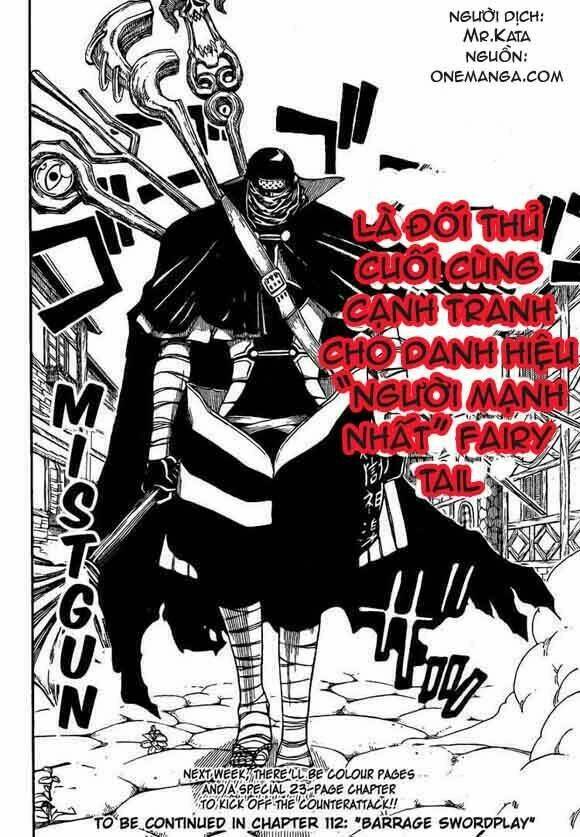 NGƯỜI DỊCH:
MR.KATA
NGUỒN:
ONEMANGA.COM
LÀ ĐỐI THỦ
CUỐI CÙNG
CẠNH TRANH
CHO DANH HIỆU
"NGƯỜI MẠNH
NHẤT" FAIRY
TAIL
MISTGUN
NEXT WEEK, THERE'LL BE COLOUR PAGES
AND A SPECIAL 23-PAGE CHAPTER
TO KICK OFF THE COUNTERATTACK!!
TO BE CONTINUED IN CHAPTER 112: "BARRAGE SWORDPLAY"